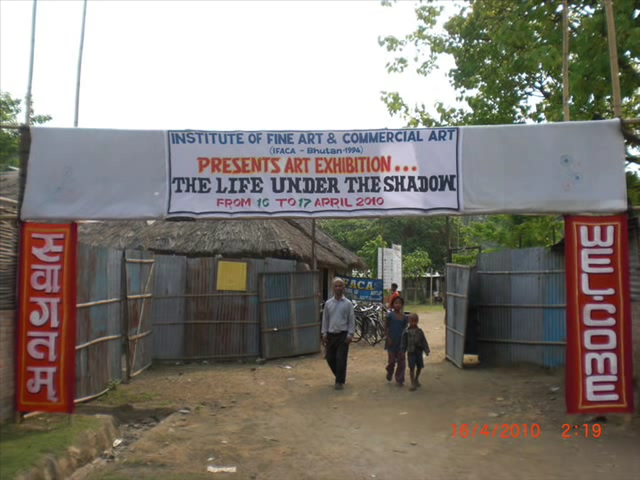 INSTITUTE OF FINE ART & COMMERCIAL ART
(IFACA - Bhutan-1994)
PRESENTS ART EXHIBITION...
THE LIFE UNDER THE SHADOW
FROM 16 TO 17 APRIL 2010
स्वागतम्
WELCOME
16/4/2010 2:19